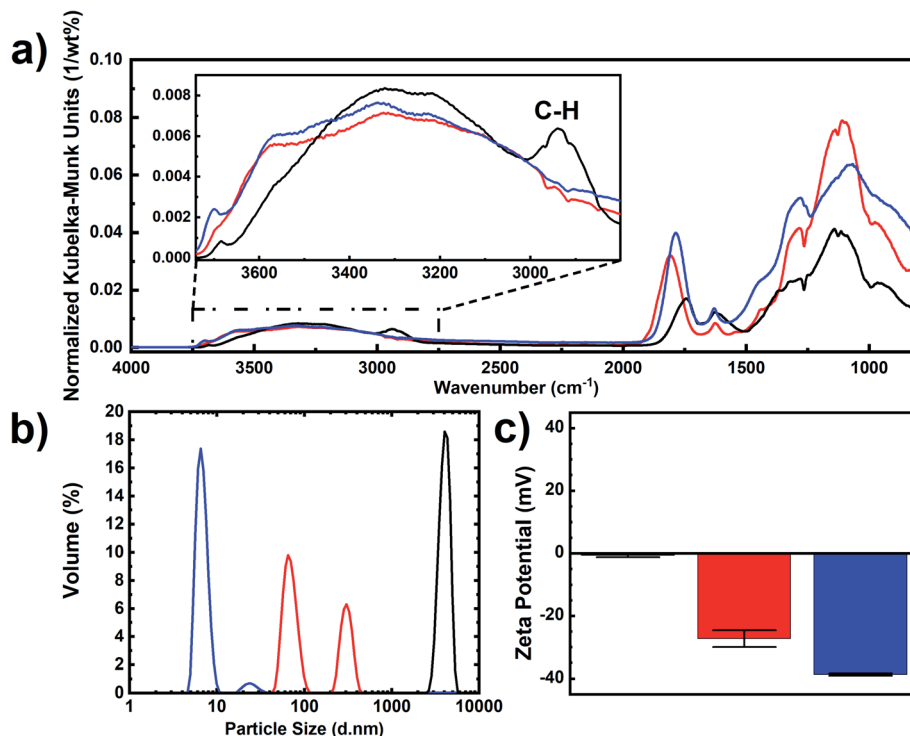 a)
Normalized Kubelka-Munk Units (1/wt%)
0.10
0.08
0.06
0.04
0.02
0.00
0.008
0.006
0.004
0.002
0.000
C-H
3600 3400 3200 3000
4000 3500 3000 2500 2000 1500 1000
Wavenumber (cm⁻¹)
b)
Volume (%)
20
18
16
14
12
10
8
6
4
2
0
1 10 100 1000 10000
Particle Size (d.nm)
c)
Zeta Potential (mV)
40
20
0
-20
-40